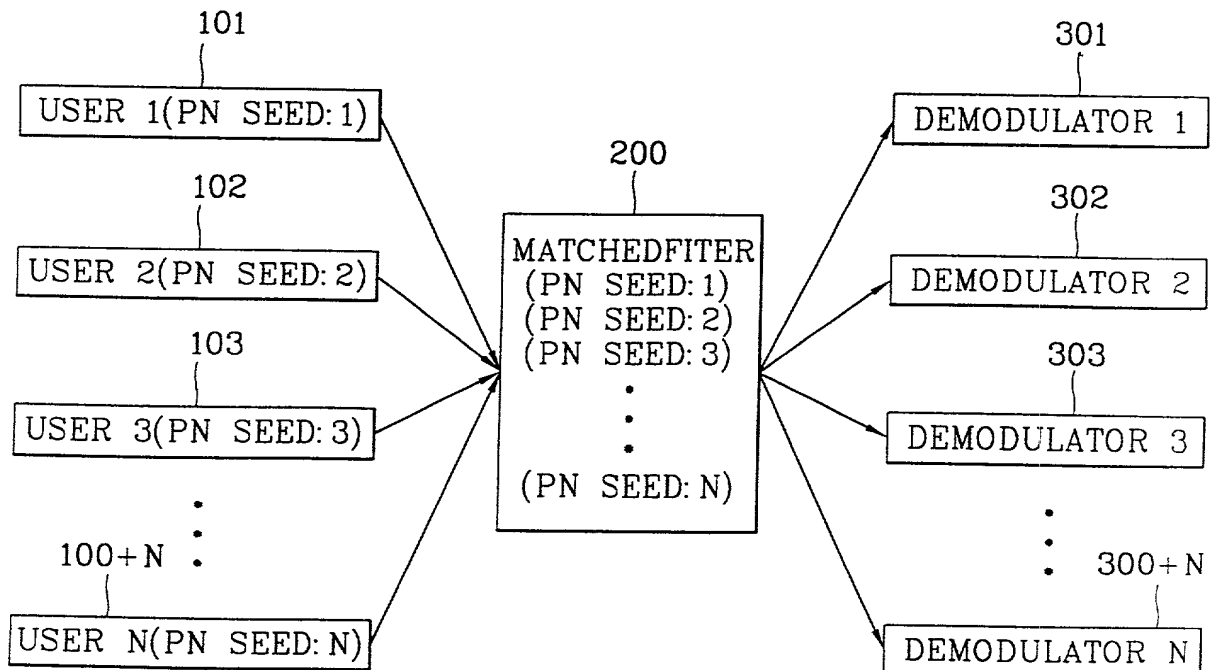 101
USER 1(PN SEED:1)
102
USER 2(PN SEED:2)
103
USER 3(PN SEED:3)
100+N
USER N(PN SEED:N)
200
MATCHEDFITER
(PN SEED:1)
(PN SEED:2)
(PN SEED:3)
(PN SEED:N)
301
DEMODULATOR 1
302
DEMODULATOR 2
303
DEMODULATOR 3
300+N
DEMODULATOR N